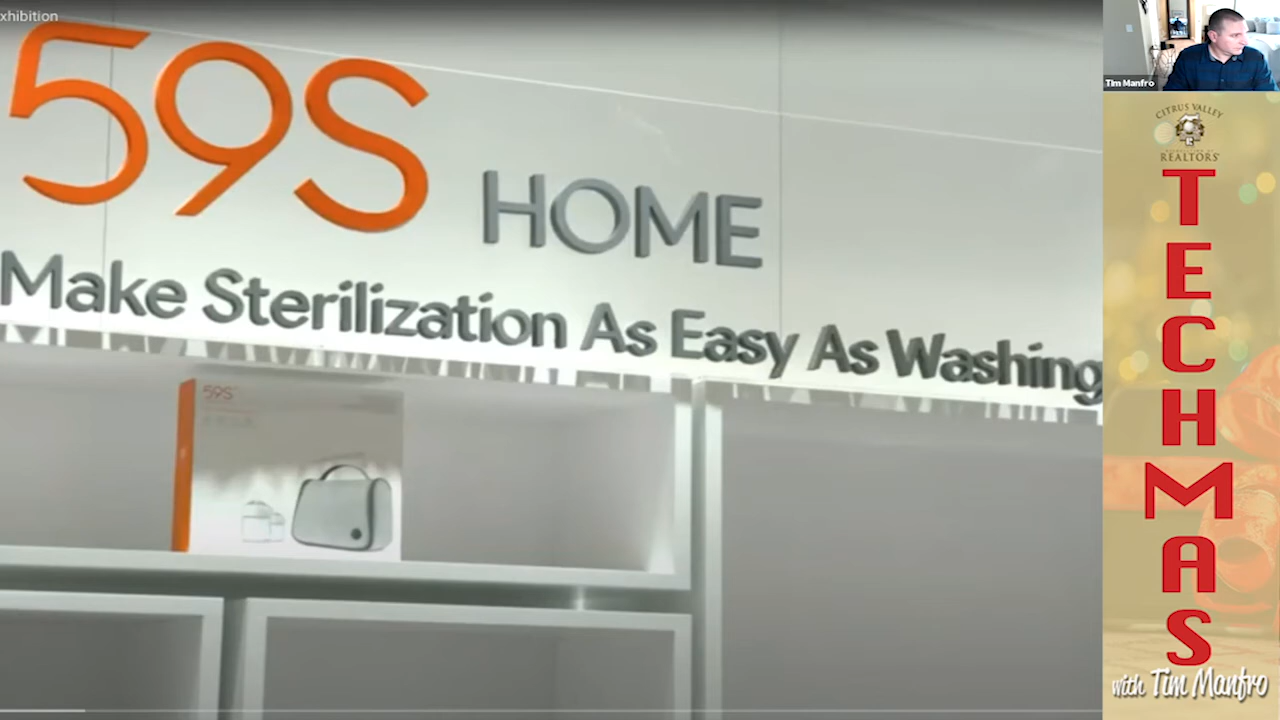 xhibition
59S HOME
Make Sterilization As Easy As Washing
59S
Tim Manfro
CITRUS VALLEY
REALTORS
TECHMAS
with Tim Manfro